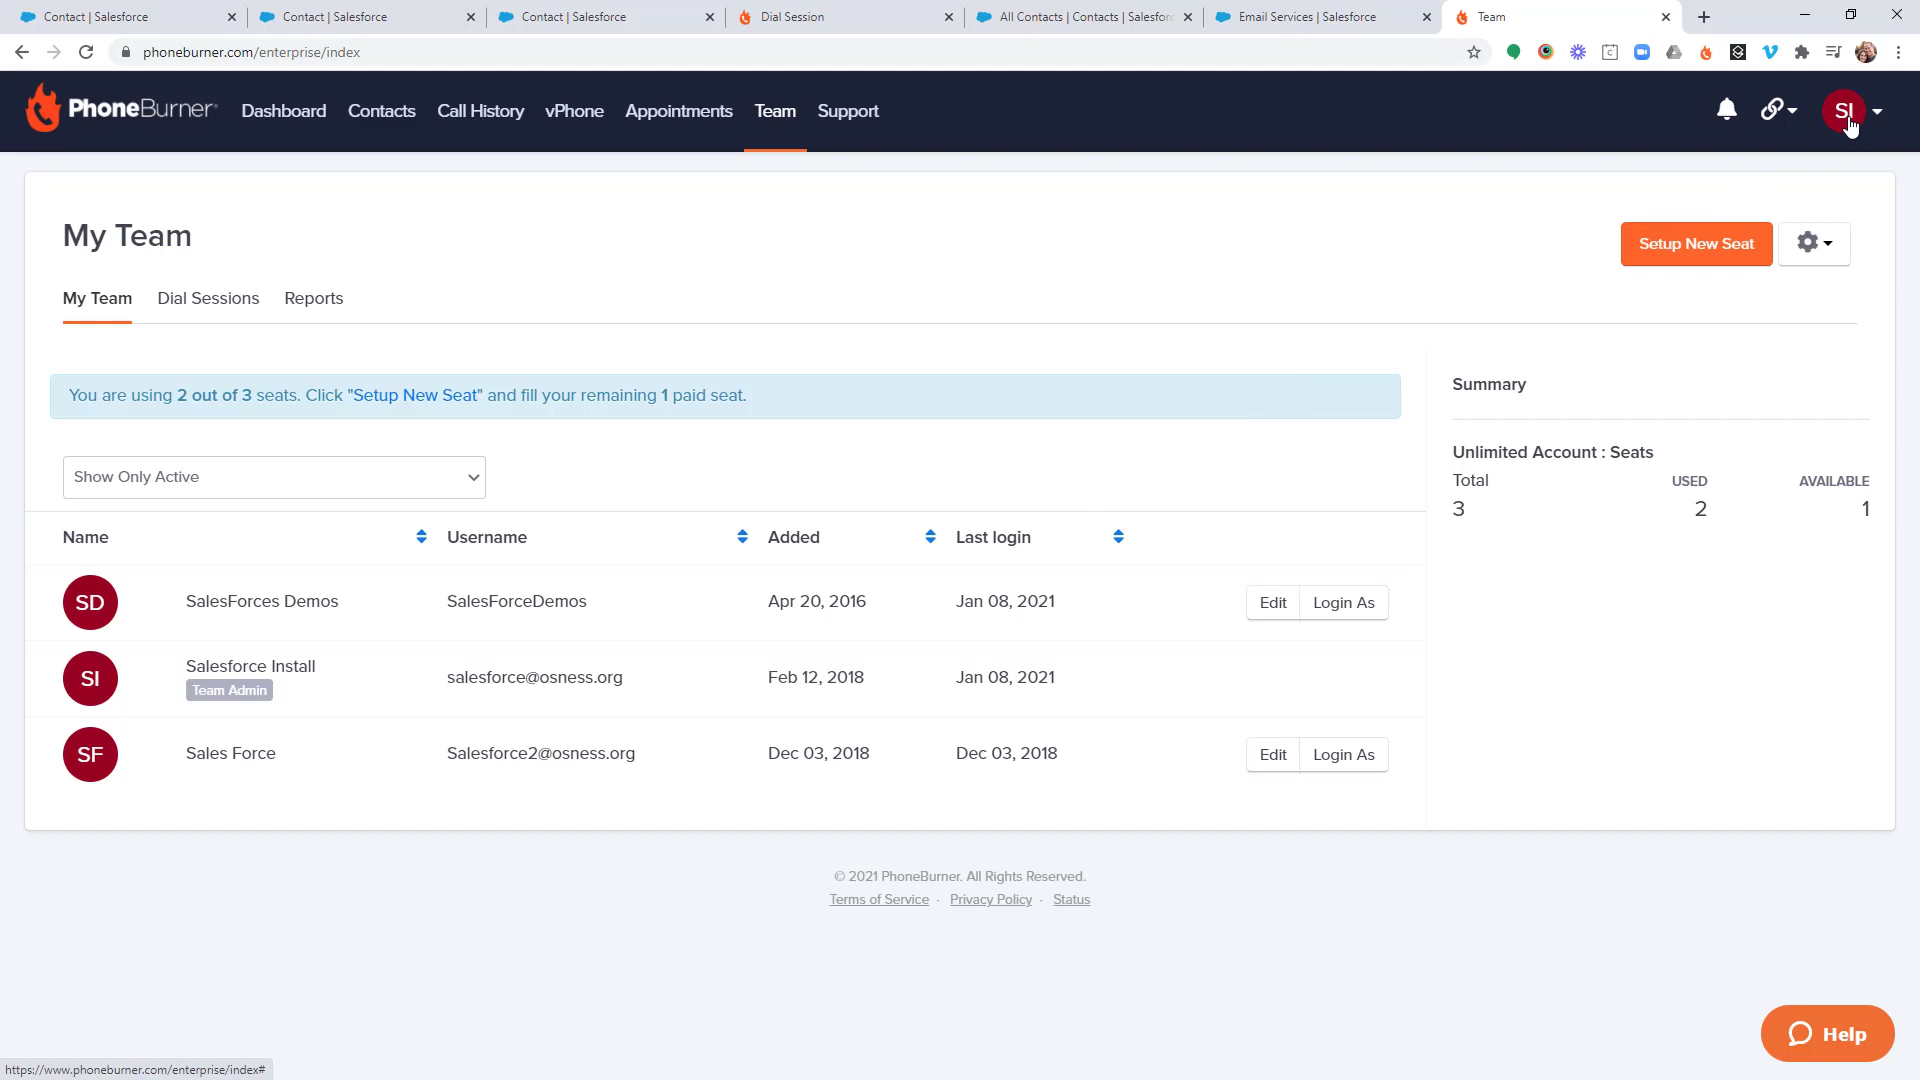 Contact | Salesforce
Contact | Salesforce
Contact | Salesforce
Dial Session
All Contacts | Contacts | Salesforc
Email Services | Salesforce
Team
phoneburner.com/enterprise/index
PhoneBurner
Dashboard
Contacts
Call History
vPhone
Appointments
Team
Support
SI
My Team
Setup New Seat
My Team
Dial Sessions
Reports
You are using 2 out of 3 seats. Click "Setup New Seat" and fill your remaining 1 paid seat.
Summary
Show Only Active
Unlimited Account : Seats
Total USED AVAILABLE
3 2 1
Name Username Added Last login
SD SalesForces Demos SalesForceDemos Apr 20, 2016 Jan 08, 2021 Edit Login As
SI Salesforce Install salesforce@osness.org Feb 12, 2018 Jan 08, 2021
Team Admin
SF Sales Force Salesforce2@osness.org Dec 03, 2018 Dec 03, 2018 Edit Login As
© 2021 PhoneBurner. All Rights Reserved.
Terms of Service · Privacy Policy · Status
Help
https://www.phoneburner.com/enterprise/index#